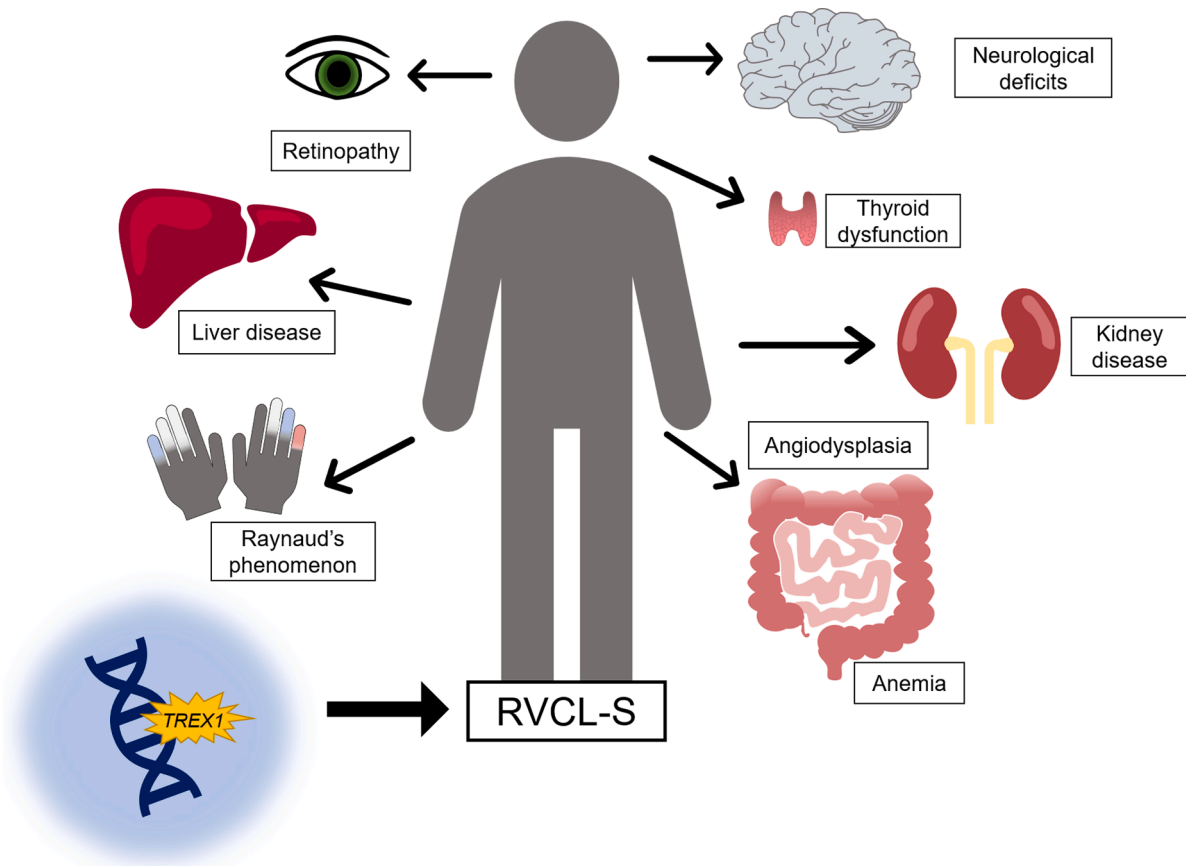 Neurological
deficits
Retinopathy
Thyroid
dysfunction
Liver disease
Kidney
disease
Angiodysplasia
Raynaud’s
phenomenon
Anemia
TREX1
RVCL-S